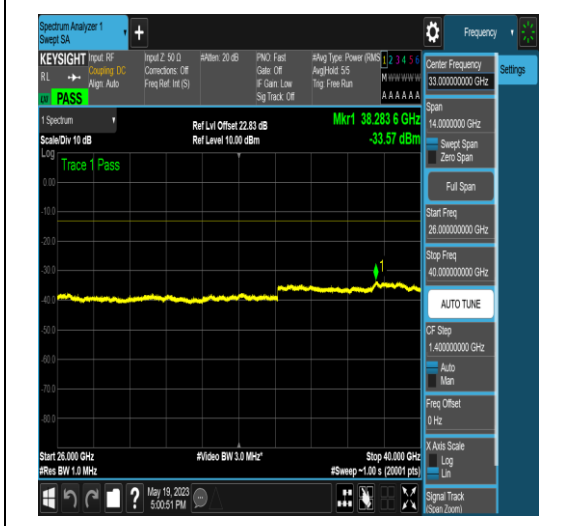 Spectrum Analyzer 1
Swept SA
+
Frequency
KEYSIGHT
RL
PASS
Input: RF
Coupling: DC
Align: Auto
Input Z: 50 Ω
Corrections: Off
Freq Ref: Int (S)
#Atten: 20 dB
PNO: Fast
Gate: Off
IF Gain: Low
Sig Track: Off
#Avg Type: Power (RMS
Avg|Hold: 5/5
Trig: Free Run
1 2 3 4 5 6
M W W W W W
A A A A A A
1 Spectrum
Scale/Div 10 dB
Ref Lvl Offset 22.83 dB
Ref Level 10.00 dBm
Mkr1 38.283 6 GHz
-33.57 dBm
Log
Trace 1 Pass
0.00
-10.0
-20.0
-30.0
-40.0
-50.0
-60.0
-70.0
-80.0
1
Start 26.000 GHz
#Res BW 1.0 MHz
#Video BW 3.0 MHz*
Stop 40.000 GHz
#Sweep ~1.00 s (20001 pts)
?
May 19, 2023
5:00:51 PM
Center Frequency
33.000000000 GHz
Settings
Span
14.0000000 GHz
Swept Span
Zero Span
Full Span
Start Freq
26.000000000 GHz
Stop Freq
40.000000000 GHz
AUTO TUNE
CF Step
1.400000000 GHz
Auto
Man
Freq Offset
0 Hz
X Axis Scale
Log
Lin
Signal Track
(Span Zoom)